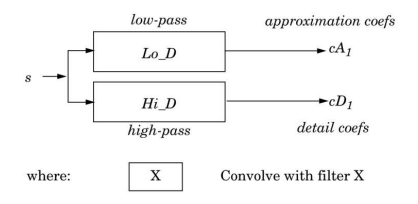 low-pass approximation coefs
Lo_D cA1
s
Hi_D cD1
high-pass detail coefs
where: X Convolve with filter X